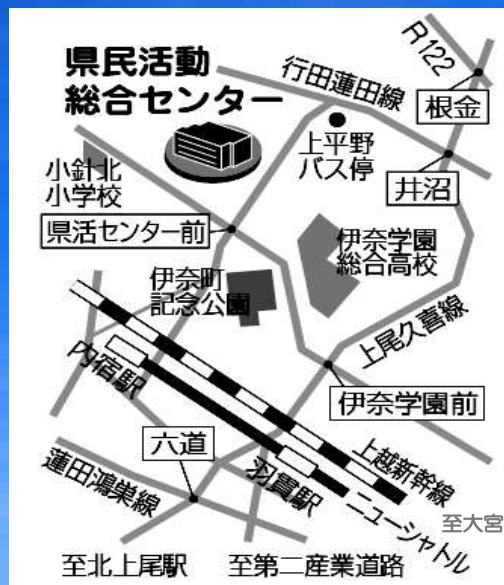 県民活動
総合センター
R122
行田蓮田線
根金
上平野
バス停
井沼
小針北
小学校
県活センター前
伊奈学園
総合高校
伊奈町
記念公園
上尾久喜線
内宿駅
伊奈学園前
六道
羽貫駅
上越新幹線
蓮田鴻巣線
ニューシャトル
至大宮
至北上尾駅
至第二産業道路